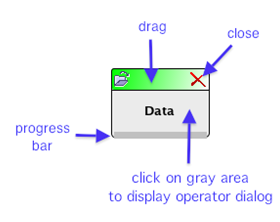 drag
close
Data
progress
bar
click on gray area
to display operator dialog